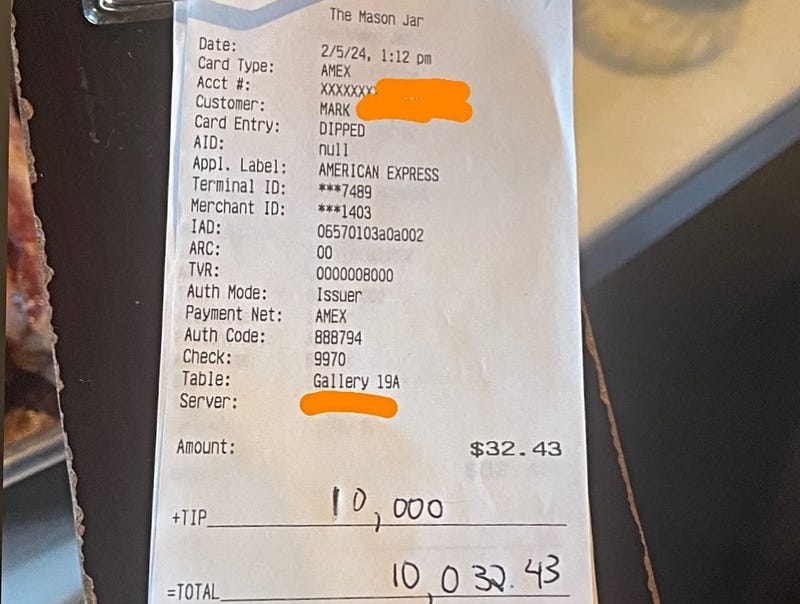 The Mason Jar
Date: 2/5/24, 1:12 pm
Card Type: AMEX
Acct #: XXXXXXX
Customer: MARK
Card Entry: DIPPED
AID: null
Appl. Label: AMERICAN EXPRESS
Terminal ID: ***7489
Merchant ID: ***1403
IAD: 06570103a0a002
ARC: 00
TVR: 0000008000
Auth Mode: Issuer
Payment Net: AMEX
Auth Code: 888794
Check: 9970
Table: Gallery 19A
Server:
Amount: $32.43
+TIP 10,000
=TOTAL 10,032.43